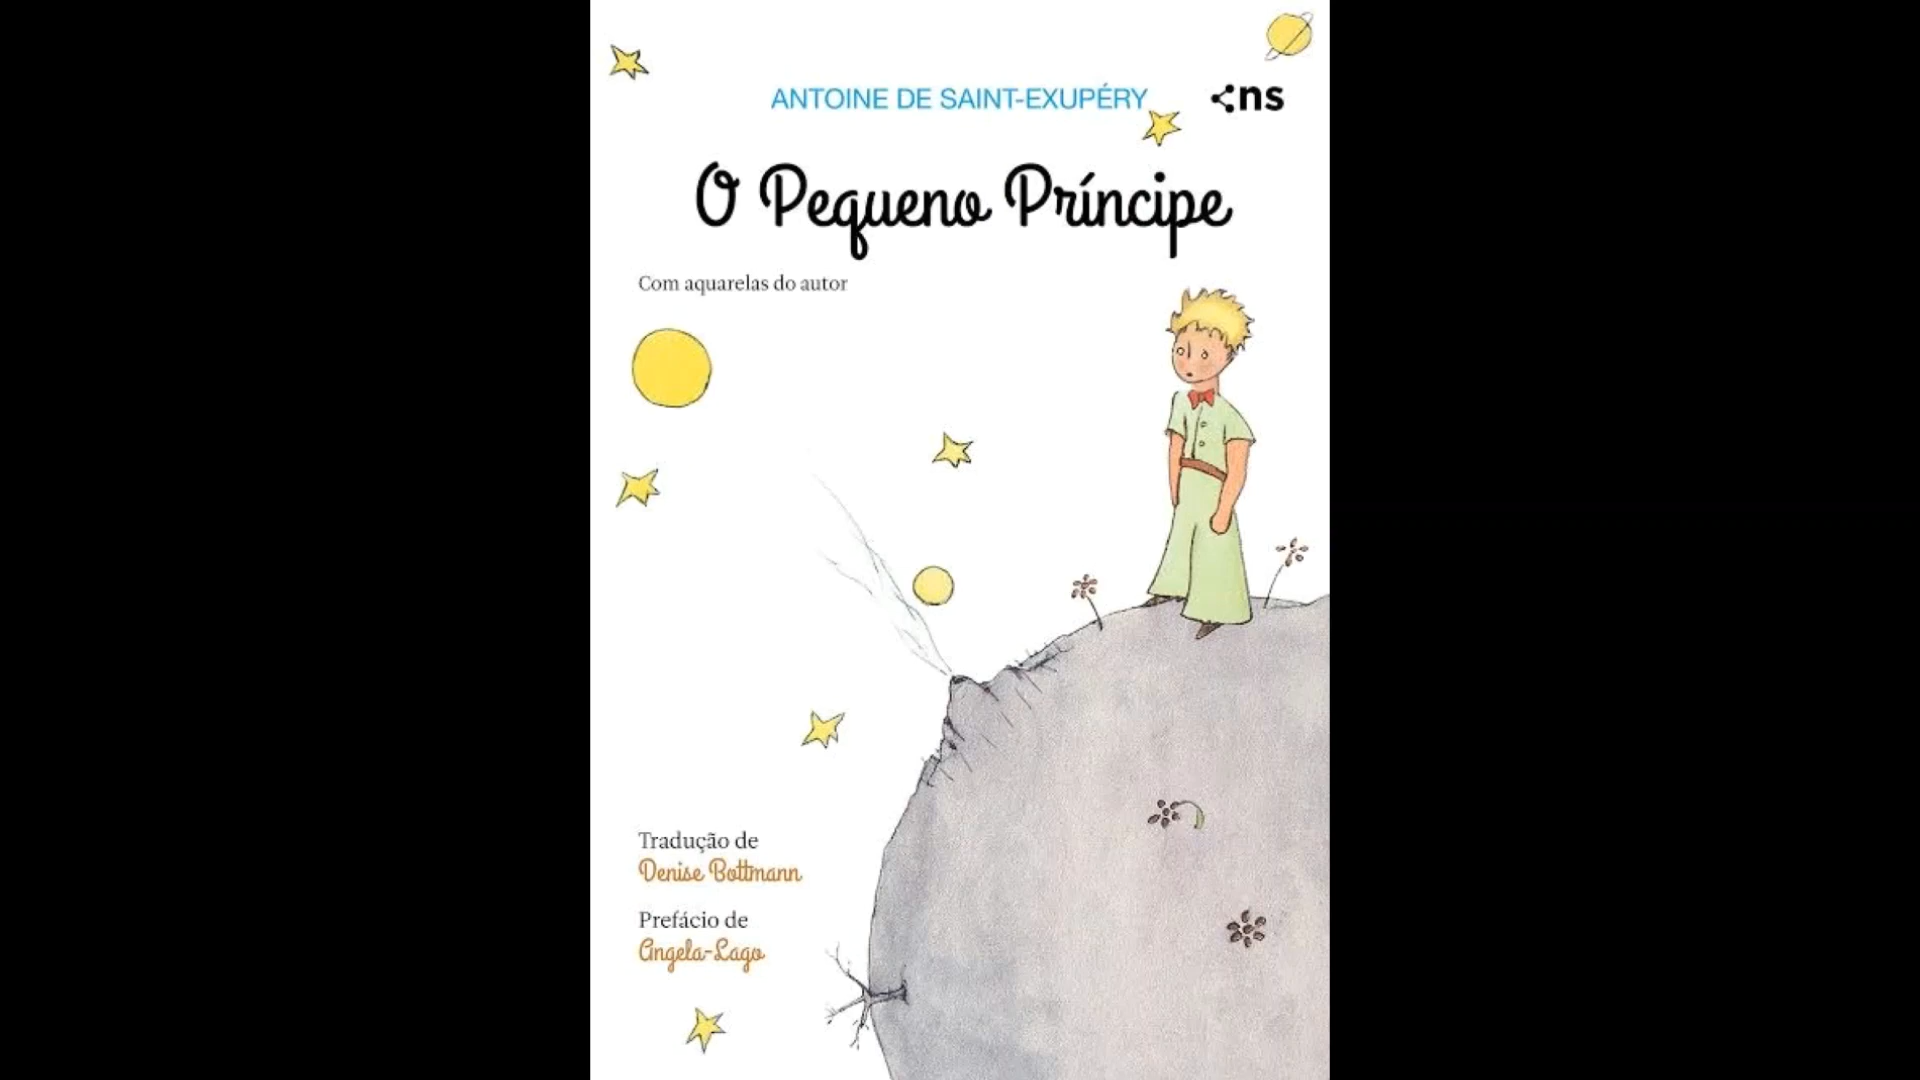 ANTOINE DE SAINT-EXUPÉRY
ns
O Pequeno Príncipe
Com aquarelas do autor
Tradução de
Denise Bottmann
Prefácio de
Angela-Lago